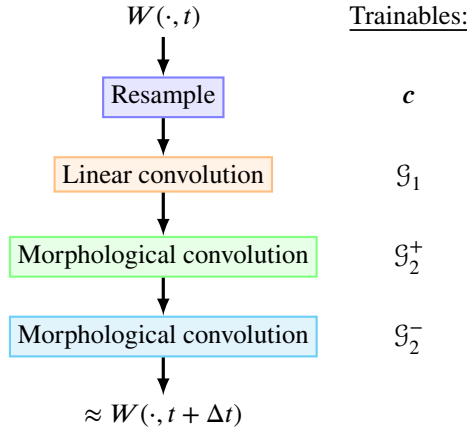 W(·, t) Trainables:
Resample c
Linear convolution 𝒢₁
Morphological convolution 𝒢₂⁺
Morphological convolution 𝒢₂⁻
≈ W(·, t + Δt)